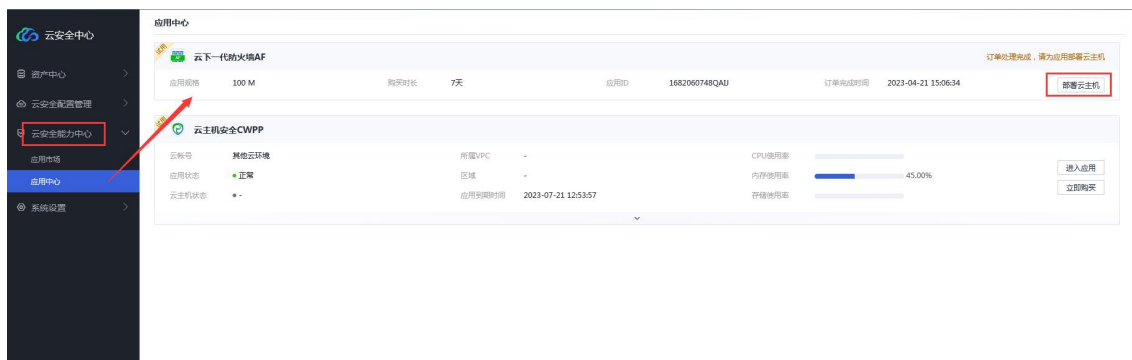 云安全中心
资产中心
云安全配置管理
云安全能力中心
应用市场
应用中心
系统设置
应用中心
试用
云下一代防火墙AF
订单处理完成，请为应用部署云主机
应用规格 100 M 购买时长 7天 应用ID 1682060748QAIJ 订单完成时间 2023-04-21 15:06:34 部署云主机
试用
云主机安全CWPP
云帐号 其他云环境 所属VPC - CPU使用率
应用状态 正常 区域 - 内存使用率 45.00% 进入应用
云主机状态 - 应用到期时间 2023-07-21 12:53:57 存储使用率 立即购买